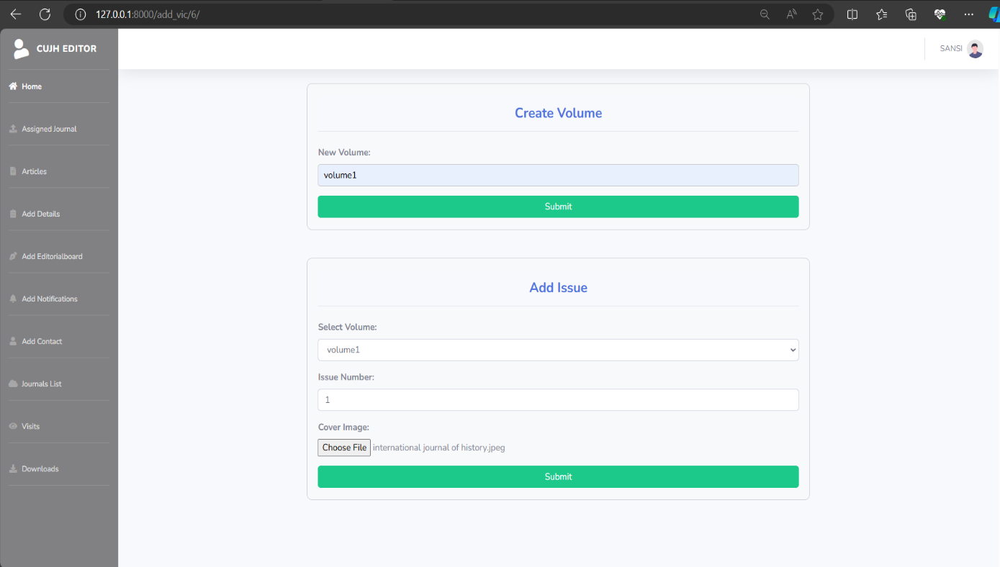 127.0.0.1:8000/add_vic/6/
CUJH EDITOR
SANSI
Home
Assigned Journal
Articles
Add Details
Add Editorialboard
Add Notifications
Add Contact
Journals List
Visits
Downloads
Create Volume
New Volume:
volume1
Submit
Add Issue
Select Volume:
volume1
Issue Number:
1
Cover Image:
Choose File international journal of history.jpeg
Submit